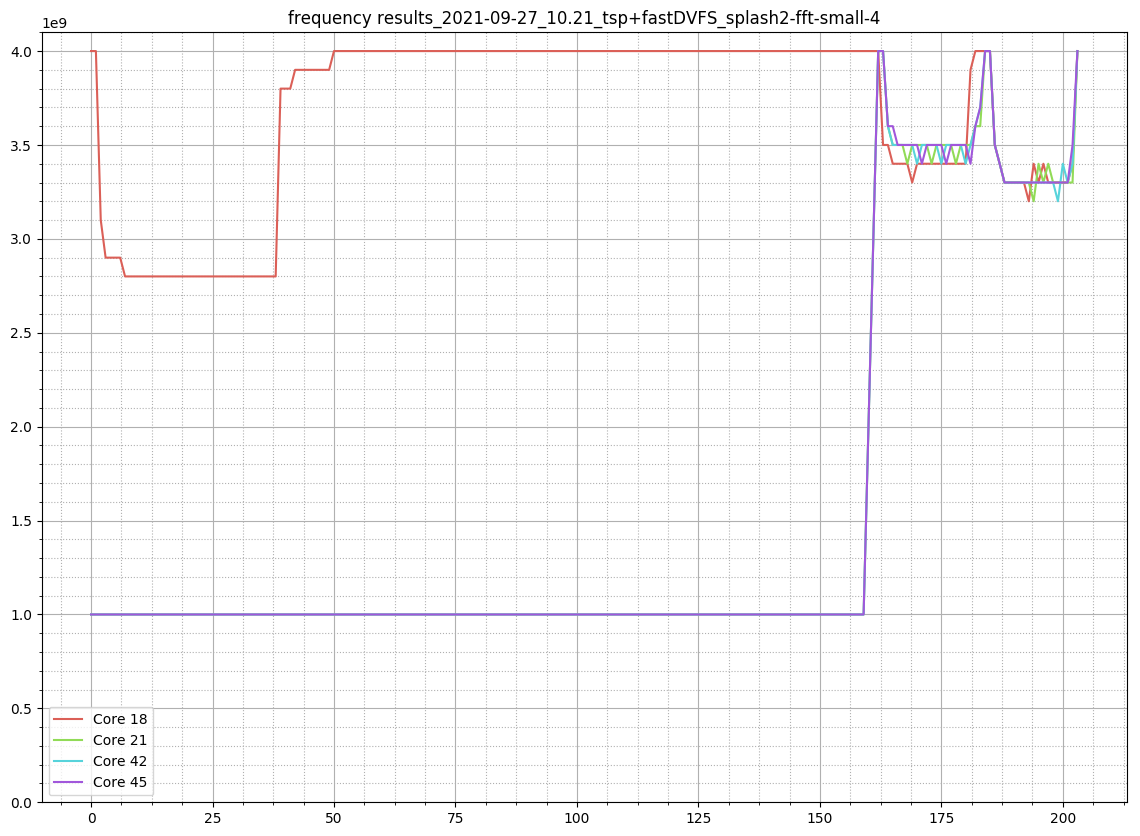 frequency results_2021-09-27_10.21_tsp+fastDVFS_splash2-fft-small-4
1e9
4.0
3.5
3.0
2.5
2.0
1.5
1.0
0.5
0.0
Core 18
Core 21
Core 42
Core 45
0 25 50 75 100 125 150 175 200